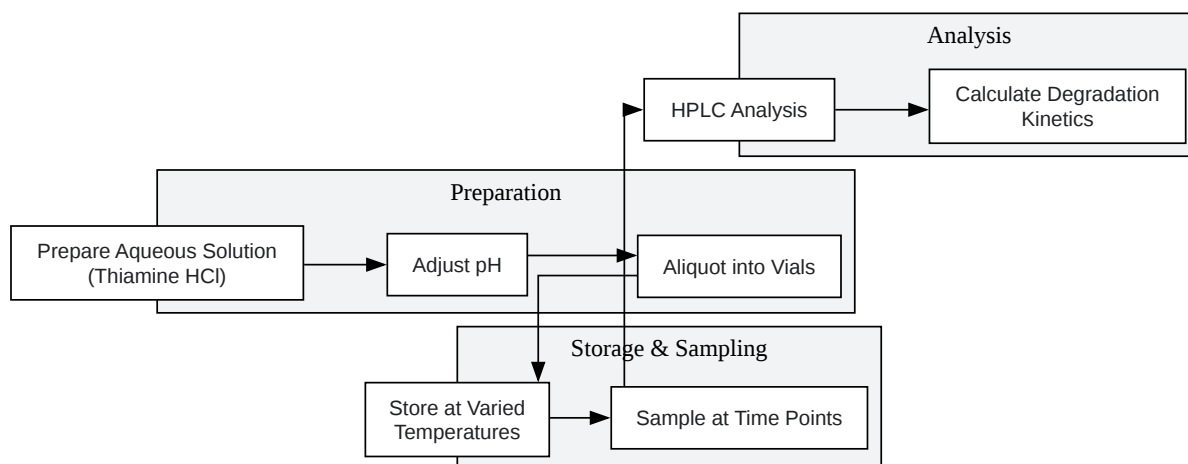 Analysis
HPLC Analysis
Calculate Degradation
Kinetics
Preparation
Prepare Aqueous Solution
(Thiamine HCl)
Adjust pH
Aliquot into Vials
Storage & Sampling
Store at Varied
Temperatures
Sample at Time Points